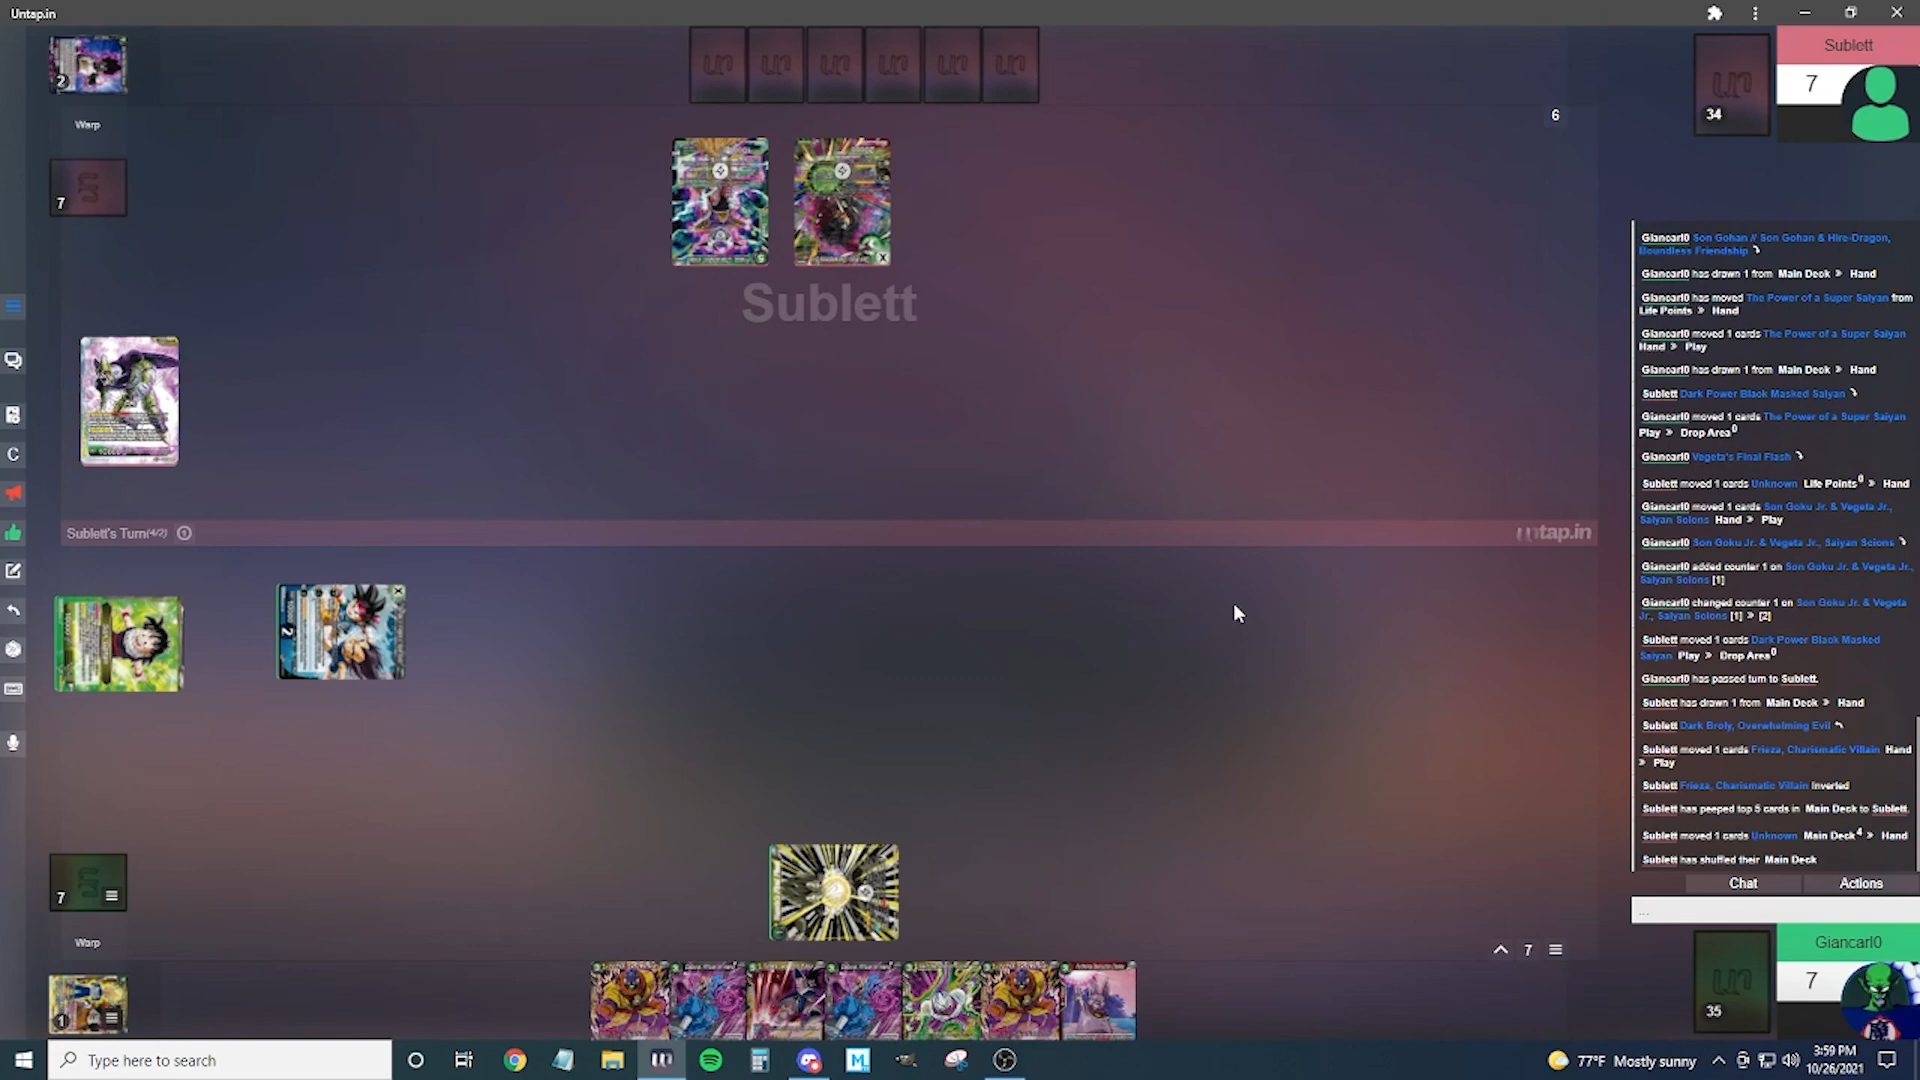 Untap.in
Sublett
7
34
2
Warp
7
6
Sublett
Sublett's Turn(4/2) 1
untap.in
Giancarl0 Son Gohan // Son Gohan & Hire-Dragon,
Boundless Friendship
Giancarl0 has drawn 1 from Main Deck » Hand
Giancarl0 has moved The Power of a Super Saiyan from
Life Points » Hand
Giancarl0 moved 1 cards The Power of a Super Saiyan
Hand » Play
Giancarl0 has drawn 1 from Main Deck » Hand
Sublett Dark Power Black Masked Saiyan
Giancarl0 moved 1 cards The Power of a Super Saiyan
Play » Drop Area0
Giancarl0 Vegeta's Final Flash
Sublett moved 1 cards Unknown Life Points0 » Hand
Giancarl0 moved 1 cards Son Goku Jr. & Vegeta Jr.,
Saiyan Scions Hand » Play
Giancarl0 Son Goku Jr. & Vegeta Jr., Saiyan Scions
Giancarl0 added counter 1 on Son Goku Jr. & Vegeta Jr.,
Saiyan Scions [1]
Giancarl0 changed counter 1 on Son Goku Jr. & Vegeta
Jr., Saiyan Scions [1] » [2]
Sublett moved 1 cards Dark Power Black Masked
Saiyan Play » Drop Area0
Giancarl0 has passed turn to Sublett.
Sublett has drawn 1 from Main Deck » Hand
Sublett Dark Broly, Overwhelming Evil
Sublett moved 1 cards Frieza, Charismatic Villain Hand
» Play
Sublett Frieza, Charismatic Villain Inverted
Sublett has peeped top 5 cards in Main Deck to Sublett.
Sublett moved 1 cards Unknown Main Deck4 » Hand
Sublett has shuffled their Main Deck
Chat
Actions
...
7
Warp
1
7
Giancarl0
7
35
Type here to search
77°F Mostly sunny
3:59 PM
10/26/2021